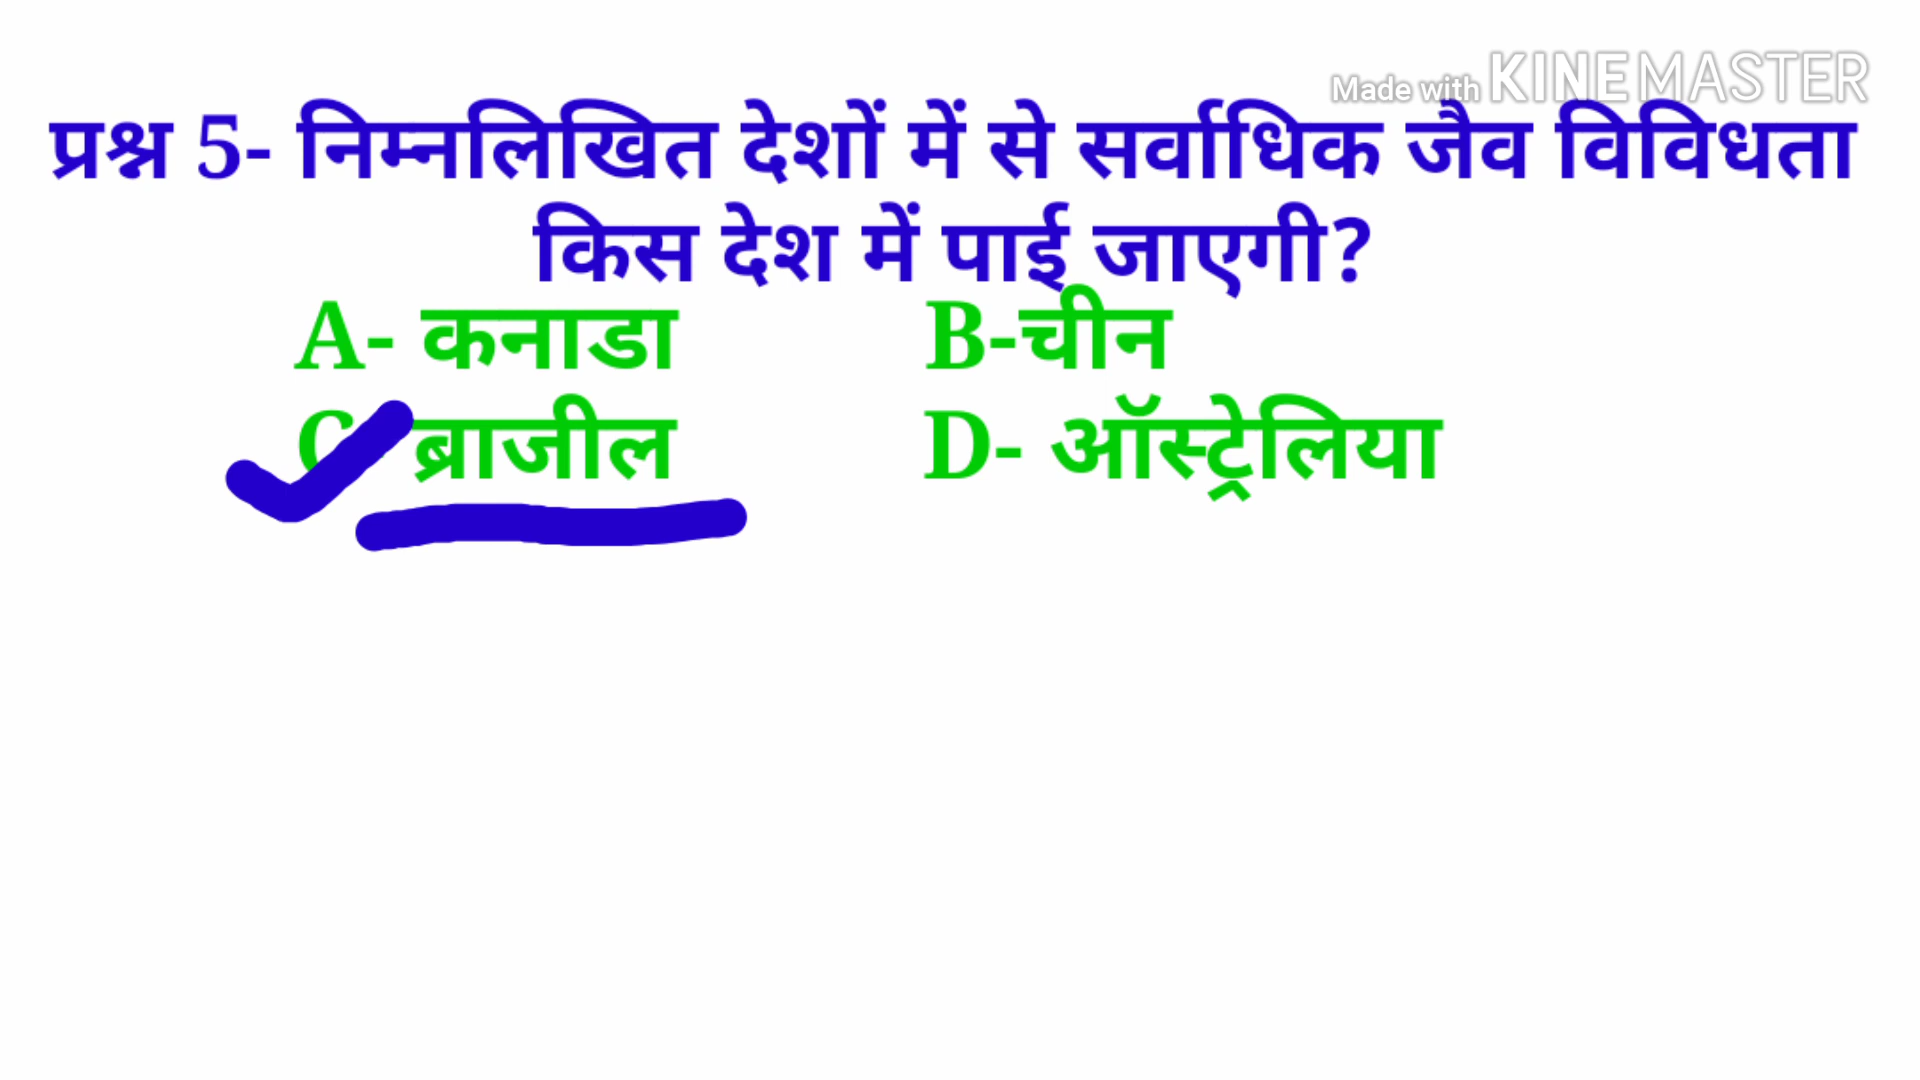 Made with KINEMASTER
प्रश्न 5- निम्नलिखित देशों में से सर्वाधिक जैव विविधता
किस देश में पाई जाएगी?
A- कनाडा B-चीन
C ब्राजील D- ऑस्ट्रेलिया